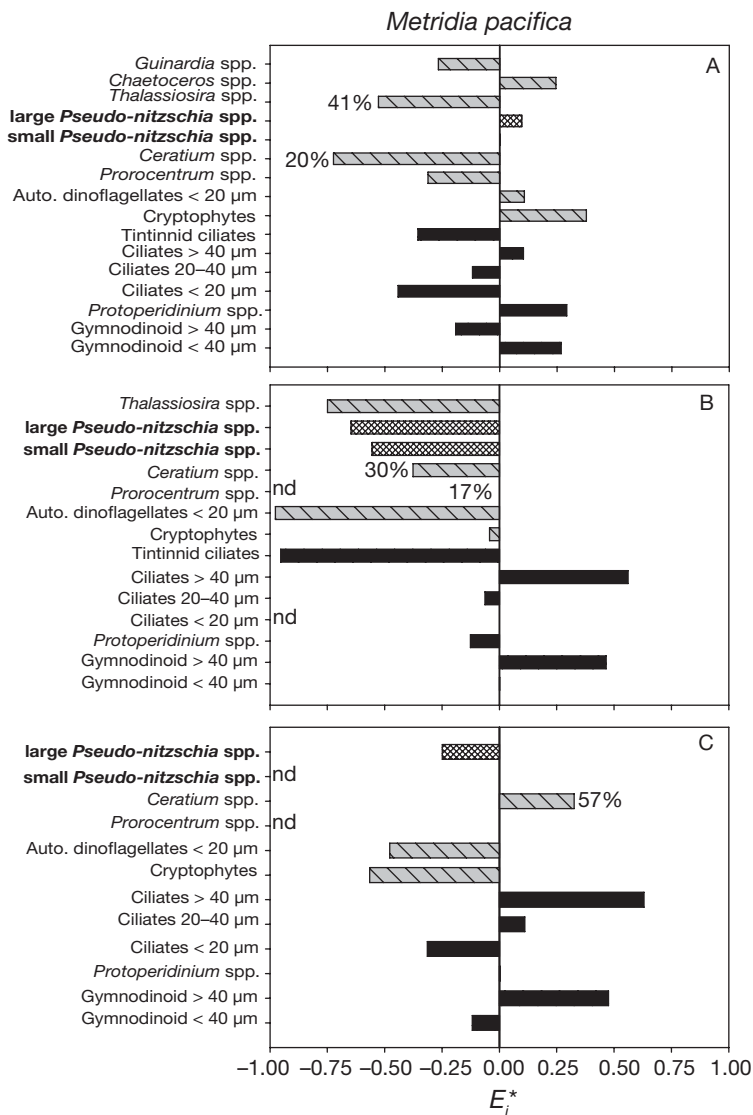 Metridia pacifica
A
Guinardia spp.
Chaetoceros spp.
Thalassiosira spp.
41%
large Pseudo-nitzschia spp.
small Pseudo-nitzschia spp.
Ceratium spp.
20%
Prorocentrum spp.
Auto. dinoflagellates < 20 µm
Cryptophytes
Tintinnid ciliates
Ciliates > 40 µm
Ciliates 20–40 µm
Ciliates < 20 µm
Protoperidinium spp.
Gymnodinoid > 40 µm
Gymnodinoid < 40 µm
B
Thalassiosira spp.
large Pseudo-nitzschia spp.
small Pseudo-nitzschia spp.
Ceratium spp.
30%
Prorocentrum spp.
nd
17%
Auto. dinoflagellates < 20 µm
Cryptophytes
Tintinnid ciliates
Ciliates > 40 µm
Ciliates 20–40 µm
Ciliates < 20 µm
nd
Protoperidinium spp.
Gymnodinoid > 40 µm
Gymnodinoid < 40 µm
C
large Pseudo-nitzschia spp.
small Pseudo-nitzschia spp.
nd
Ceratium spp.
57%
Prorocentrum spp.
nd
Auto. dinoflagellates < 20 µm
Cryptophytes
Ciliates > 40 µm
Ciliates 20–40 µm
Ciliates < 20 µm
Protoperidinium spp.
Gymnodinoid > 40 µm
Gymnodinoid < 40 µm
−1.00 −0.75 −0.50 −0.25 0.00 0.25 0.50 0.75 1.00
Ei*